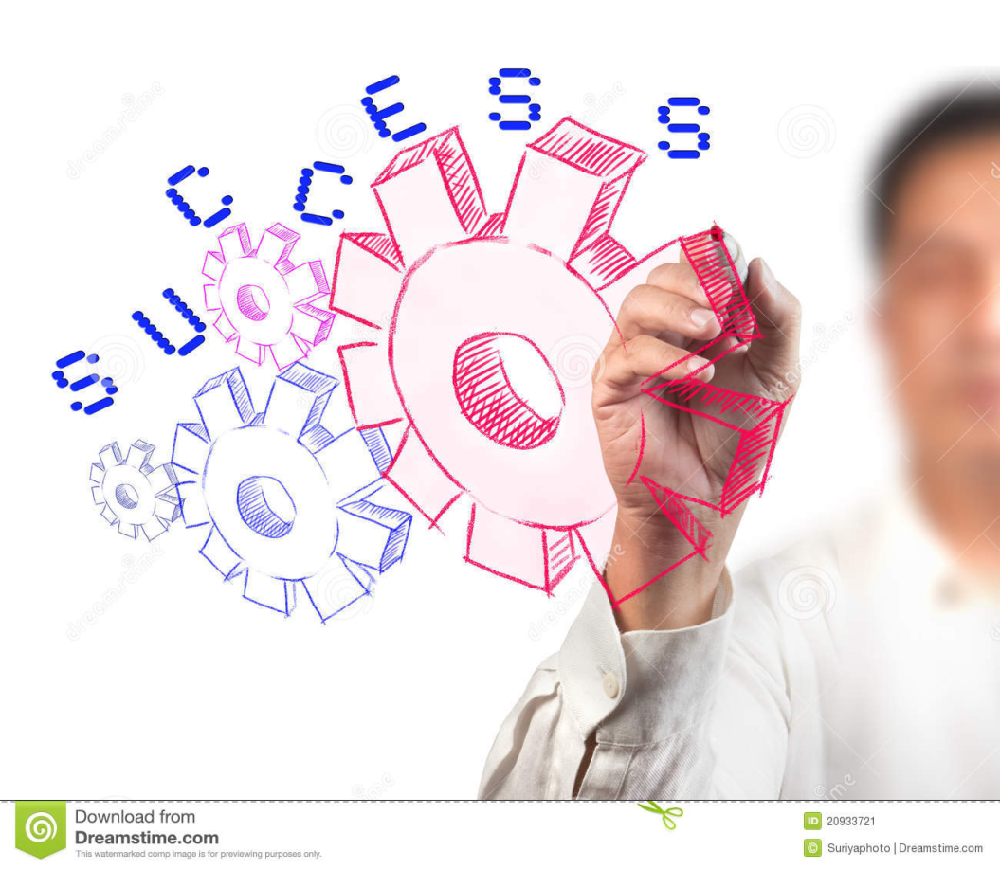 SUCCESS
Download from
Dreamstime.com
This watermarked comp image is for previewing purposes only.
ID 20933721
© Suriyaphoto | Dreamstime.com